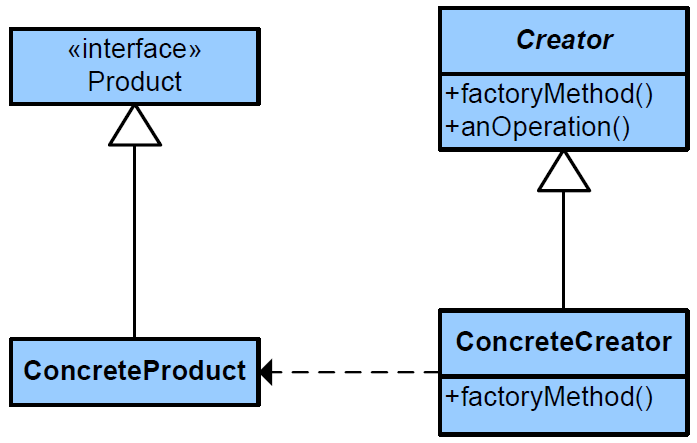 «interface»
Product
Creator
+factoryMethod()
+anOperation()
ConcreteProduct
ConcreteCreator
+factoryMethod()